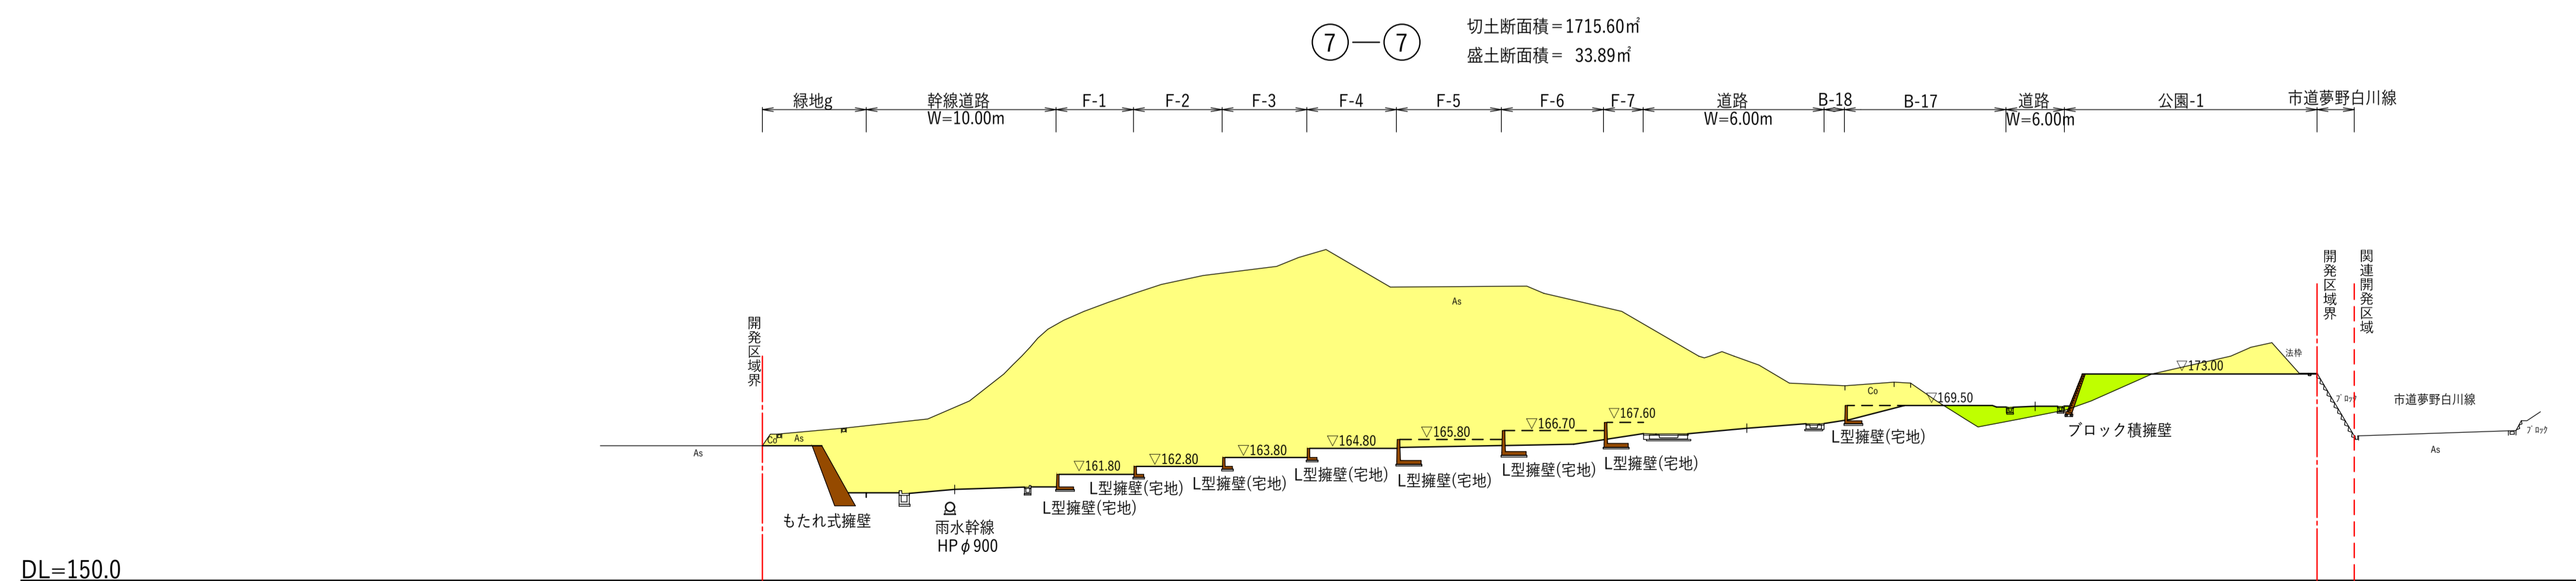 7 7
切土断面積＝1715.60㎡
盛土断面積＝ 33.89㎡
緑地g
幹線道路
W=10.00m
F-1
F-2
F-3
F-4
F-5
F-6
F-7
道路
W=6.00m
B-18
B-17
道路
W=6.00m
公園-1
市道夢野白川線
開発区域界
開発区域界
関連開発区域
Co
As
As
As
Co
法枠
▽161.80
▽162.80
▽163.80
▽164.80
▽165.80
▽166.70
▽167.60
▽169.50
▽173.00
ブロック
市道夢野白川線
ブロック
As
もたれ式擁壁
雨水幹線
HPφ900
L型擁壁(宅地)
L型擁壁(宅地)
L型擁壁(宅地)
L型擁壁(宅地)
L型擁壁(宅地)
L型擁壁(宅地)
L型擁壁(宅地)
L型擁壁(宅地)
ブロック積擁壁
DL=150.0